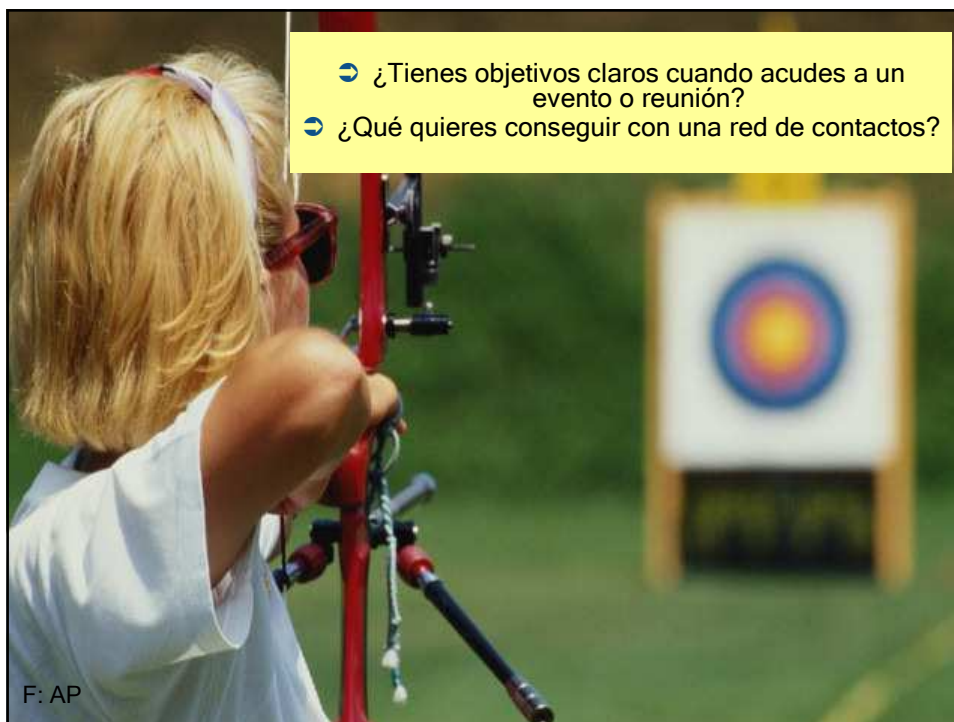 ➲ ¿Tienes objetivos claros cuando acudes a un
evento o reunión?
➲ ¿Qué quieres conseguir con una red de contactos?
F: AP